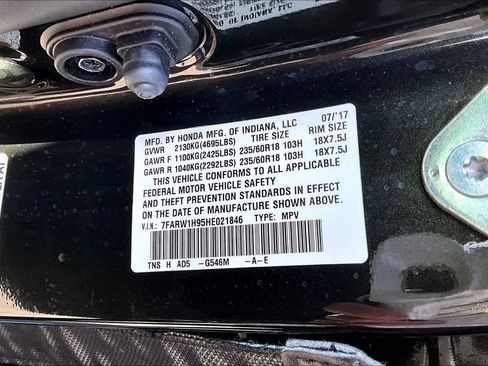 MFD. BY HONDA MFG. OF INDIANA, LLC 07/'17
GVWR 2130KG(4695LBS) TIRE SIZE RIM SIZE
GAWR F 1100KG(2425LBS) 235/60R18 103H 18X7.5J
GAWR R 1040KG(2292LBS) 235/60R18 103H 18X7.5J
THIS VEHICLE CONFORMS TO ALL APPLICABLE
FEDERAL MOTOR VEHICLE SAFETY
AND THEFT PREVENTION STANDARDS IN EFFECT
ON THE DATE OF MANUFACTURE SHOWN ABOVE.
V.I.N.: 7FARW1H95HE021846 TYPE: MPV
TNS H AD5 -G546M -A-E